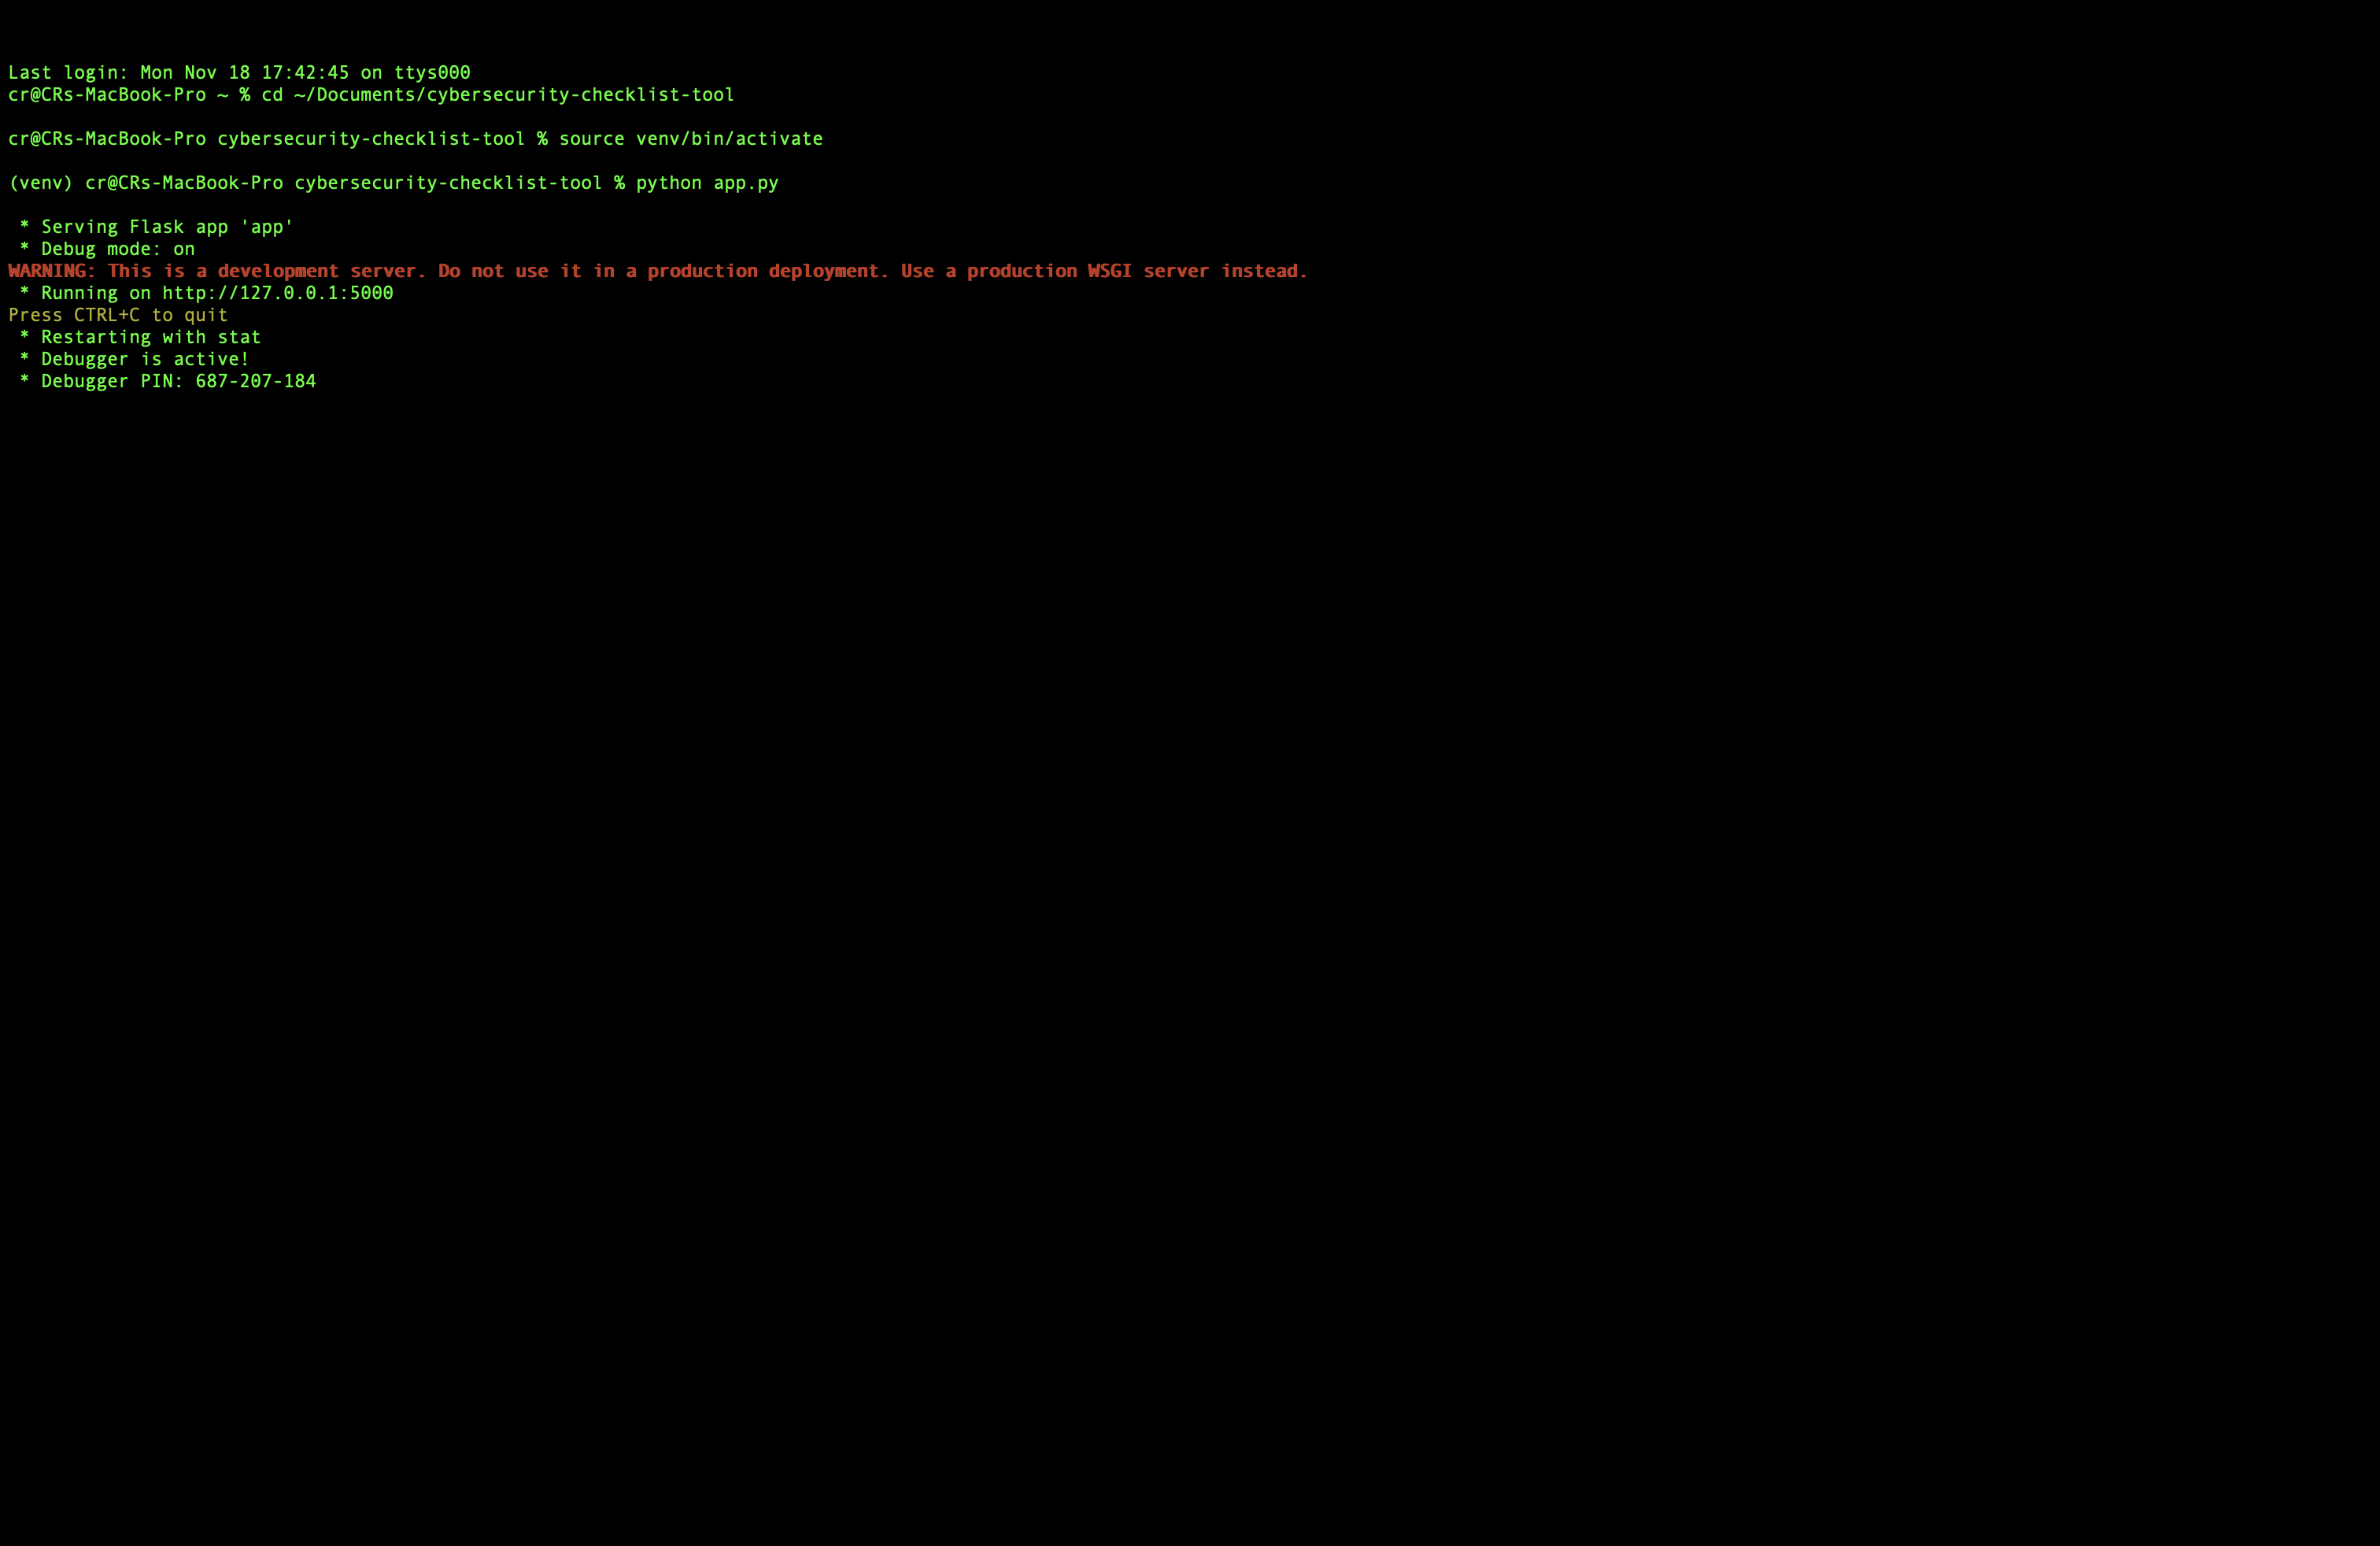 Last login: Mon Nov 18 17:42:45 on ttys000
cr@CRs-MacBook-Pro ~ % cd ~/Documents/cybersecurity-checklist-tool
cr@CRs-MacBook-Pro cybersecurity-checklist-tool % source venv/bin/activate
(venv) cr@CRs-MacBook-Pro cybersecurity-checklist-tool % python app.py
 * Serving Flask app 'app'
 * Debug mode: on
WARNING: This is a development server. Do not use it in a production deployment. Use a production WSGI server instead.
 * Running on http://127.0.0.1:5000
Press CTRL+C to quit
 * Restarting with stat
 * Debugger is active!
 * Debugger PIN: 687-207-184